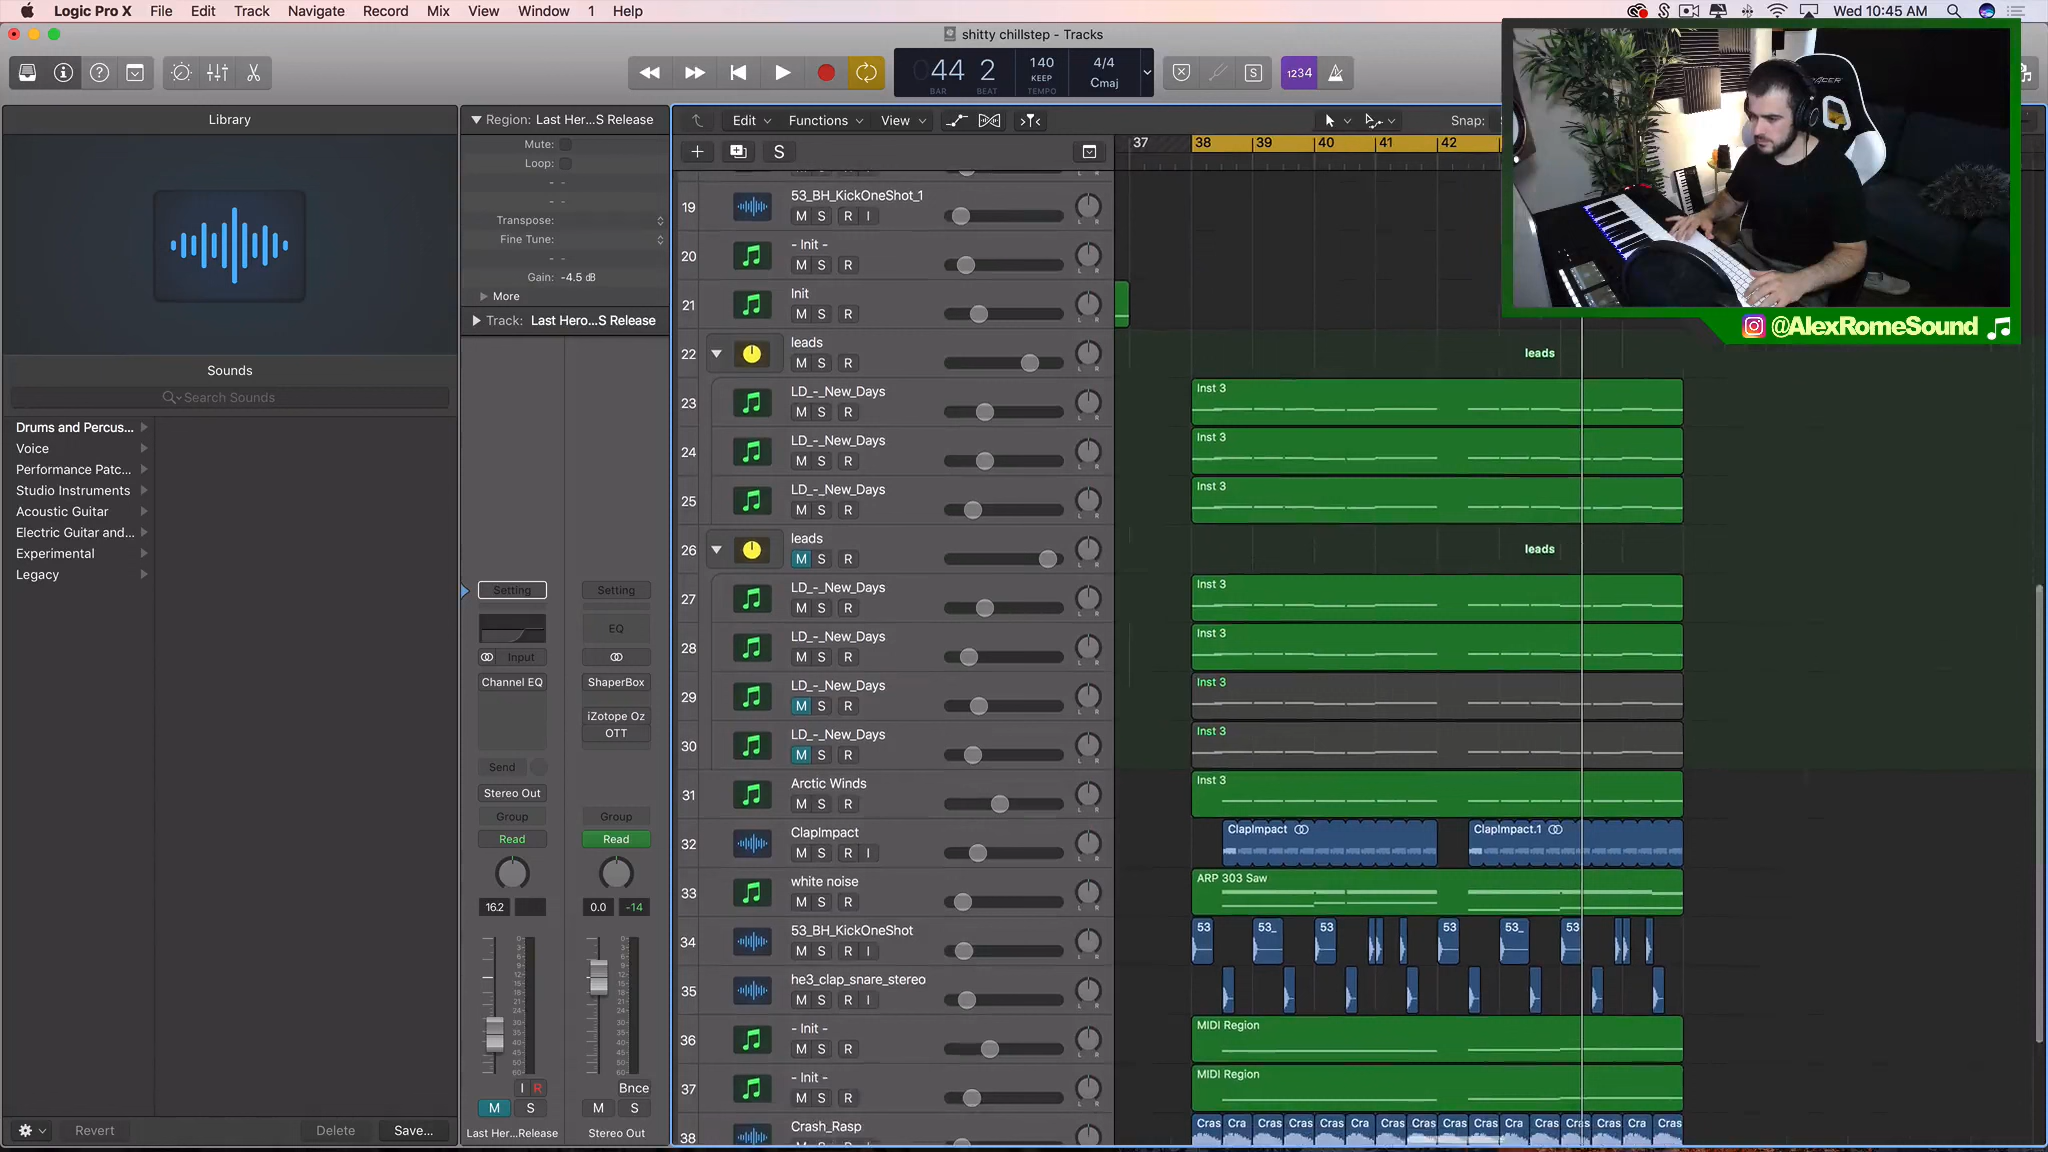 Logic Pro X File Edit Track Navigate Record Mix View Window 1 Help
S Wed 10:45 AM
shitty chillstep - Tracks
44 2 140 KEEP 4/4 Cmaj
BAR BEAT TEMPO
S 1234
Library
Region: Last Her...S Release
Mute:
Loop:
Transpose:
Fine Tune:
Gain: -4.5 dB
More
Track: Last Hero...S Release
Sounds
Search Sounds
Drums and Percus...
Voice
Performance Patc...
Studio Instruments
Acoustic Guitar
Electric Guitar and...
Experimental
Legacy
Revert Delete Save...
Setting Setting
EQ
Input
Channel EQ ShaperBox
iZotope Oz
OTT
Send
Stereo Out
Group Group
Read Read
16.2 0.0 -14
I R Bnce
M S M S
Last Her...Release Stereo Out
Edit Functions View Snap:
S
37 38 39 40 41 42
19 53_BH_KickOneShot_1
M S R I
20 - Init -
M S R
21 Init
M S R
22 leads
M S R
leads
23 LD_-_New_Days
M S R
Inst 3
24 LD_-_New_Days
M S R
Inst 3
25 LD_-_New_Days
M S R
Inst 3
26 leads
M S R
leads
27 LD_-_New_Days
M S R
Inst 3
28 LD_-_New_Days
M S R
Inst 3
29 LD_-_New_Days
M S R
Inst 3
30 LD_-_New_Days
M S R
Inst 3
31 Arctic Winds
M S R
Inst 3
32 ClapImpact
M S R I
ClapImpact ClapImpact.1
33 white noise
M S R
ARP 303 Saw
34 53_BH_KickOneShot
M S R I
53 53_ 53 53 53_ 53
35 he3_clap_snare_stereo
M S R I
36 - Init -
M S R
MIDI Region
37 - Init -
M S R
MIDI Region
38 Crash_Rasp
Cras Cra Cras Cras Cras Cra Cras Cras Cras Cra Cras Cras Cras Cras Cra Cras
@AlexRomeSound